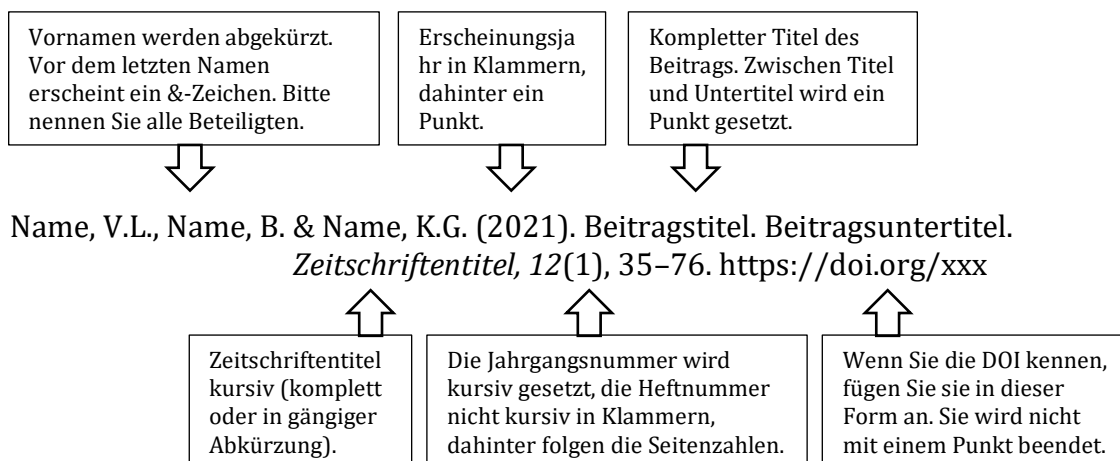 Vornamen werden abgekürzt.
Vor dem letzten Namen
erscheint ein &-Zeichen. Bitte
nennen Sie alle Beteiligten.
Erscheinungsja
hr in Klammern,
dahinter ein
Punkt.
Kompletter Titel des
Beitrags. Zwischen Titel
und Untertitel wird ein
Punkt gesetzt.
Name, V.L., Name, B. & Name, K.G. (2021). Beitragstitel. Beitragsuntertitel.
Zeitschriftentitel, 12(1), 35–76. https://doi.org/xxx
Zeitschriftentitel
kursiv (komplett
oder in gängiger
Abkürzung).
Die Jahrgangsnummer wird
kursiv gesetzt, die Heftnummer
nicht kursiv in Klammern,
dahinter folgen die Seitenzahlen.
Wenn Sie die DOI kennen,
fügen Sie sie in dieser
Form an. Sie wird nicht
mit einem Punkt beendet.